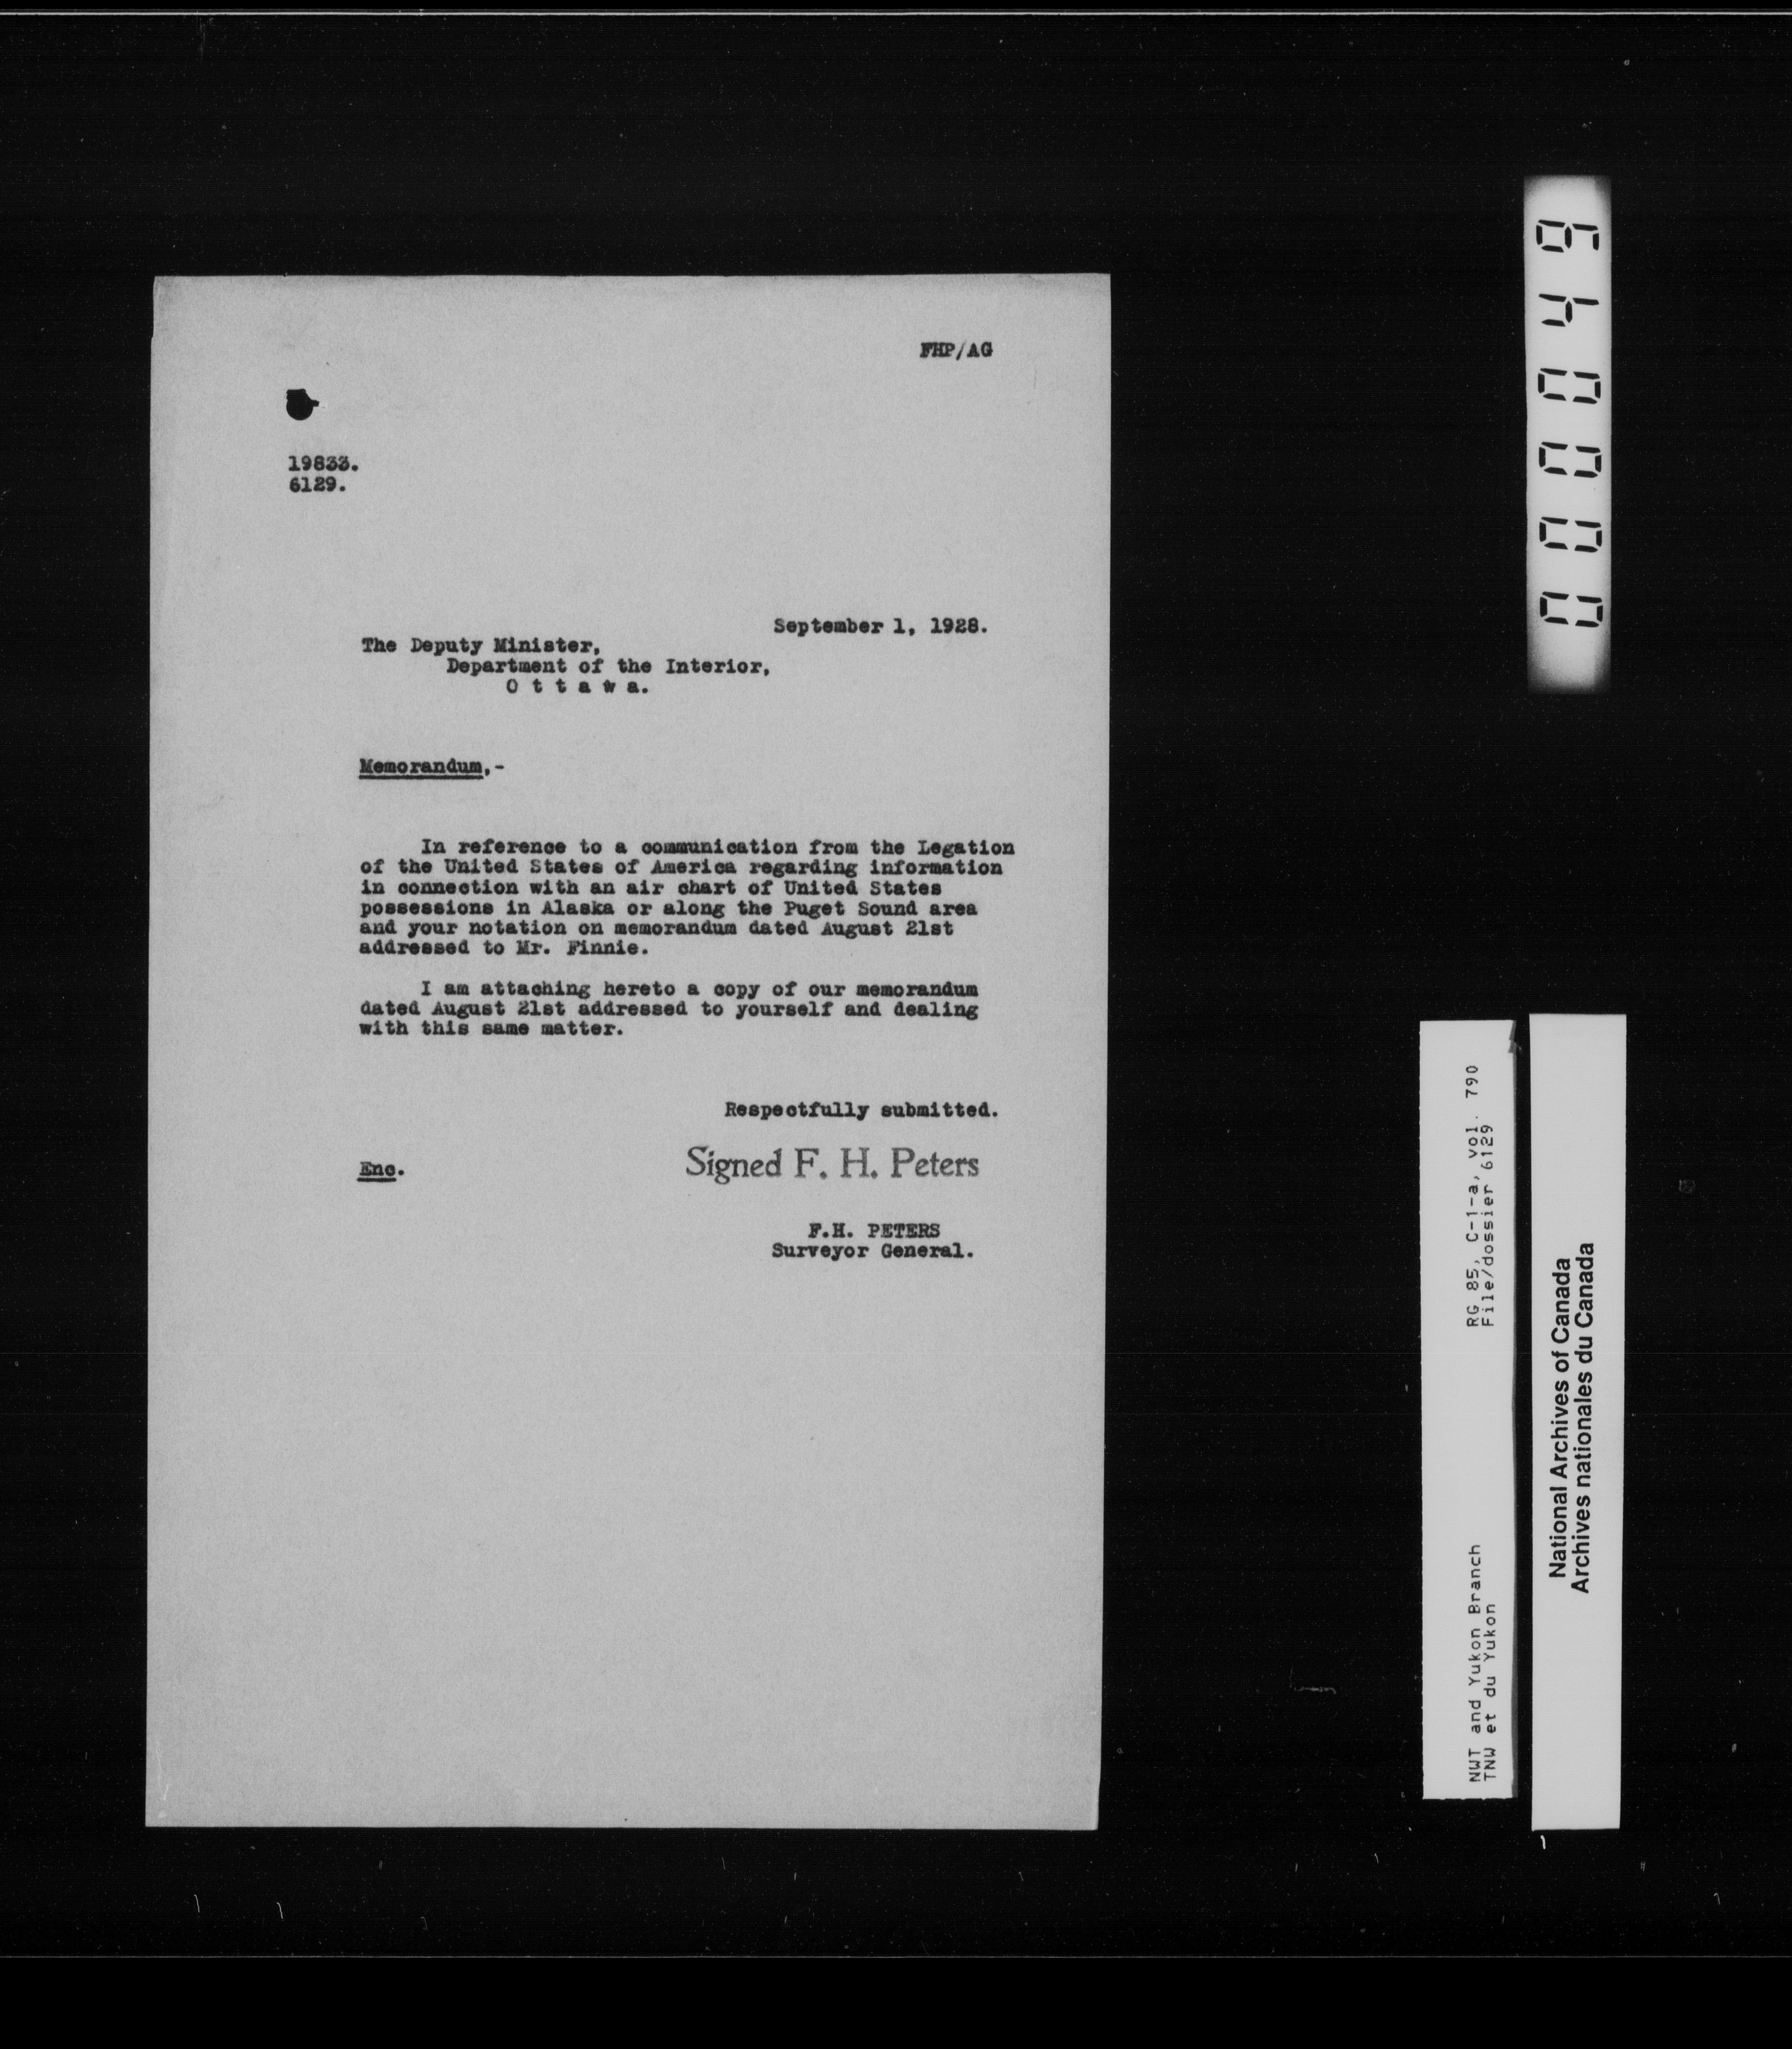 FHP/AG
19833.
6129.
September 1, 1928.
The Deputy Minister,
Department of the Interior,
O t t a w a.
Memorandum,-
In reference to a communication from the Legation
of the United States of America regarding information
in connection with an air chart of United States
possessions in Alaska or along the Puget Sound area
and your notation on memorandum dated August 21st
addressed to Mr. Finnie.
I am attaching hereto a copy of our memorandum
dated August 21st addressed to yourself and dealing
with this same matter.
Respectfully submitted.
Enc.
Signed F. H. Peters
F.H. PETERS
Surveyor General.
000049
NWT and Yukon Branch
TNW et du Yukon
RG 85, C-1-a, vol. 790
File/dossier 6129
National Archives of Canada
Archives nationales du Canada